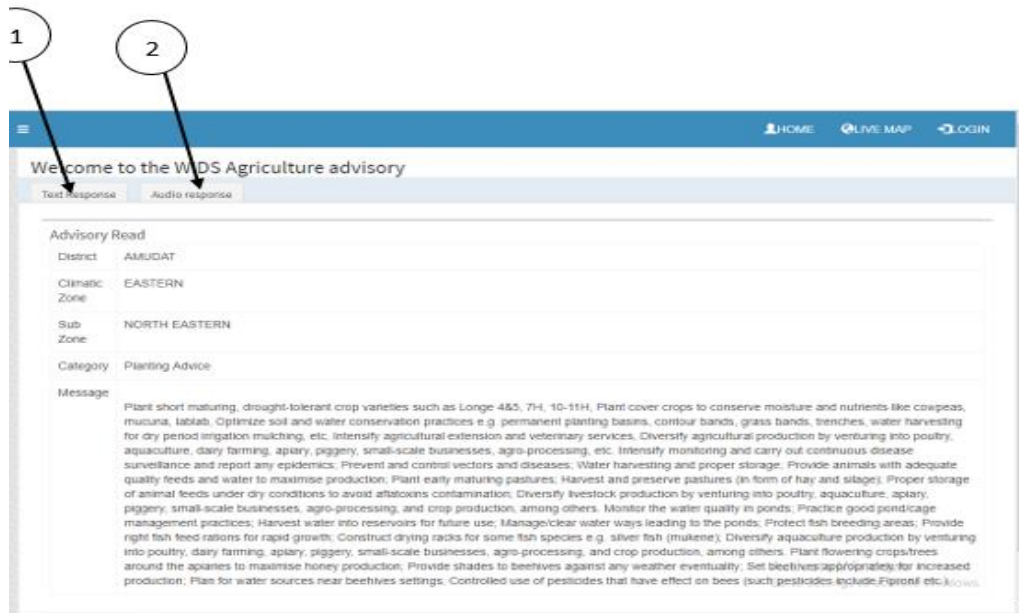 1
2
HOME LIVE MAP LOGIN
Welcome to the WIDS Agriculture advisory
Text Response Audio response
Advisory Read
District AMUDAT
Climatic EASTERN
Zone
Sub NORTH EASTERN
Zone
Category Planting Advice
Message
Plant short maturing, drought-tolerant crop varieties such as Longe 4&5, 7H, 10-11H, Plant cover crops to conserve moisture and nutrients like cowpeas,
mucuna, lablab, Optimize soil and water conservation practices e.g. permanent planting basins, contour bands, grass bands, trenches, water harvesting
for dry period irrigation mulching, etc, Intensify agricultural extension and veterinary services, Diversify agricultural production by venturing into poultry,
aquaculture, dairy farming, apiary, piggery, small-scale businesses, agro-processing, etc. Intensify monitoring and carry out continuous disease
surveillance and report any epidemics; Prevent and control vectors and diseases; Water harvesting and proper storage, Provide animals with adequate
quality feeds and water to maximise production; Plant early maturing pastures; Harvest and preserve pastures (in form of hay and silage); Proper storage
of animal feeds under dry conditions to avoid aflatoxins contamination; Diversify livestock production by venturing into poultry, aquaculture, apiary,
piggery, small-scale businesses, agro-processing, and crop production, among others. Monitor the water quality in ponds; Practice good pond/cage
management practices; Harvest water into reservoirs for future use; Manage/clear water ways leading to the ponds; Protect fish breeding areas; Provide
right fish feed rations for rapid growth; Construct drying racks for some fish species e.g. silver fish (mukene); Diversify aquaculture production by venturing
into poultry, dairy farming, apiary, piggery, small-scale businesses, agro-processing, and crop production, among others. Plant flowering crops/trees
around the apiaries to maximise honey production; Provide shades to beehives against any weather eventuality; Set beehives appropriately for increased
production; Plan for water sources near beehives settings; Controlled use of pesticides that have effect on bees (such pesticides include Fipronil etc.)